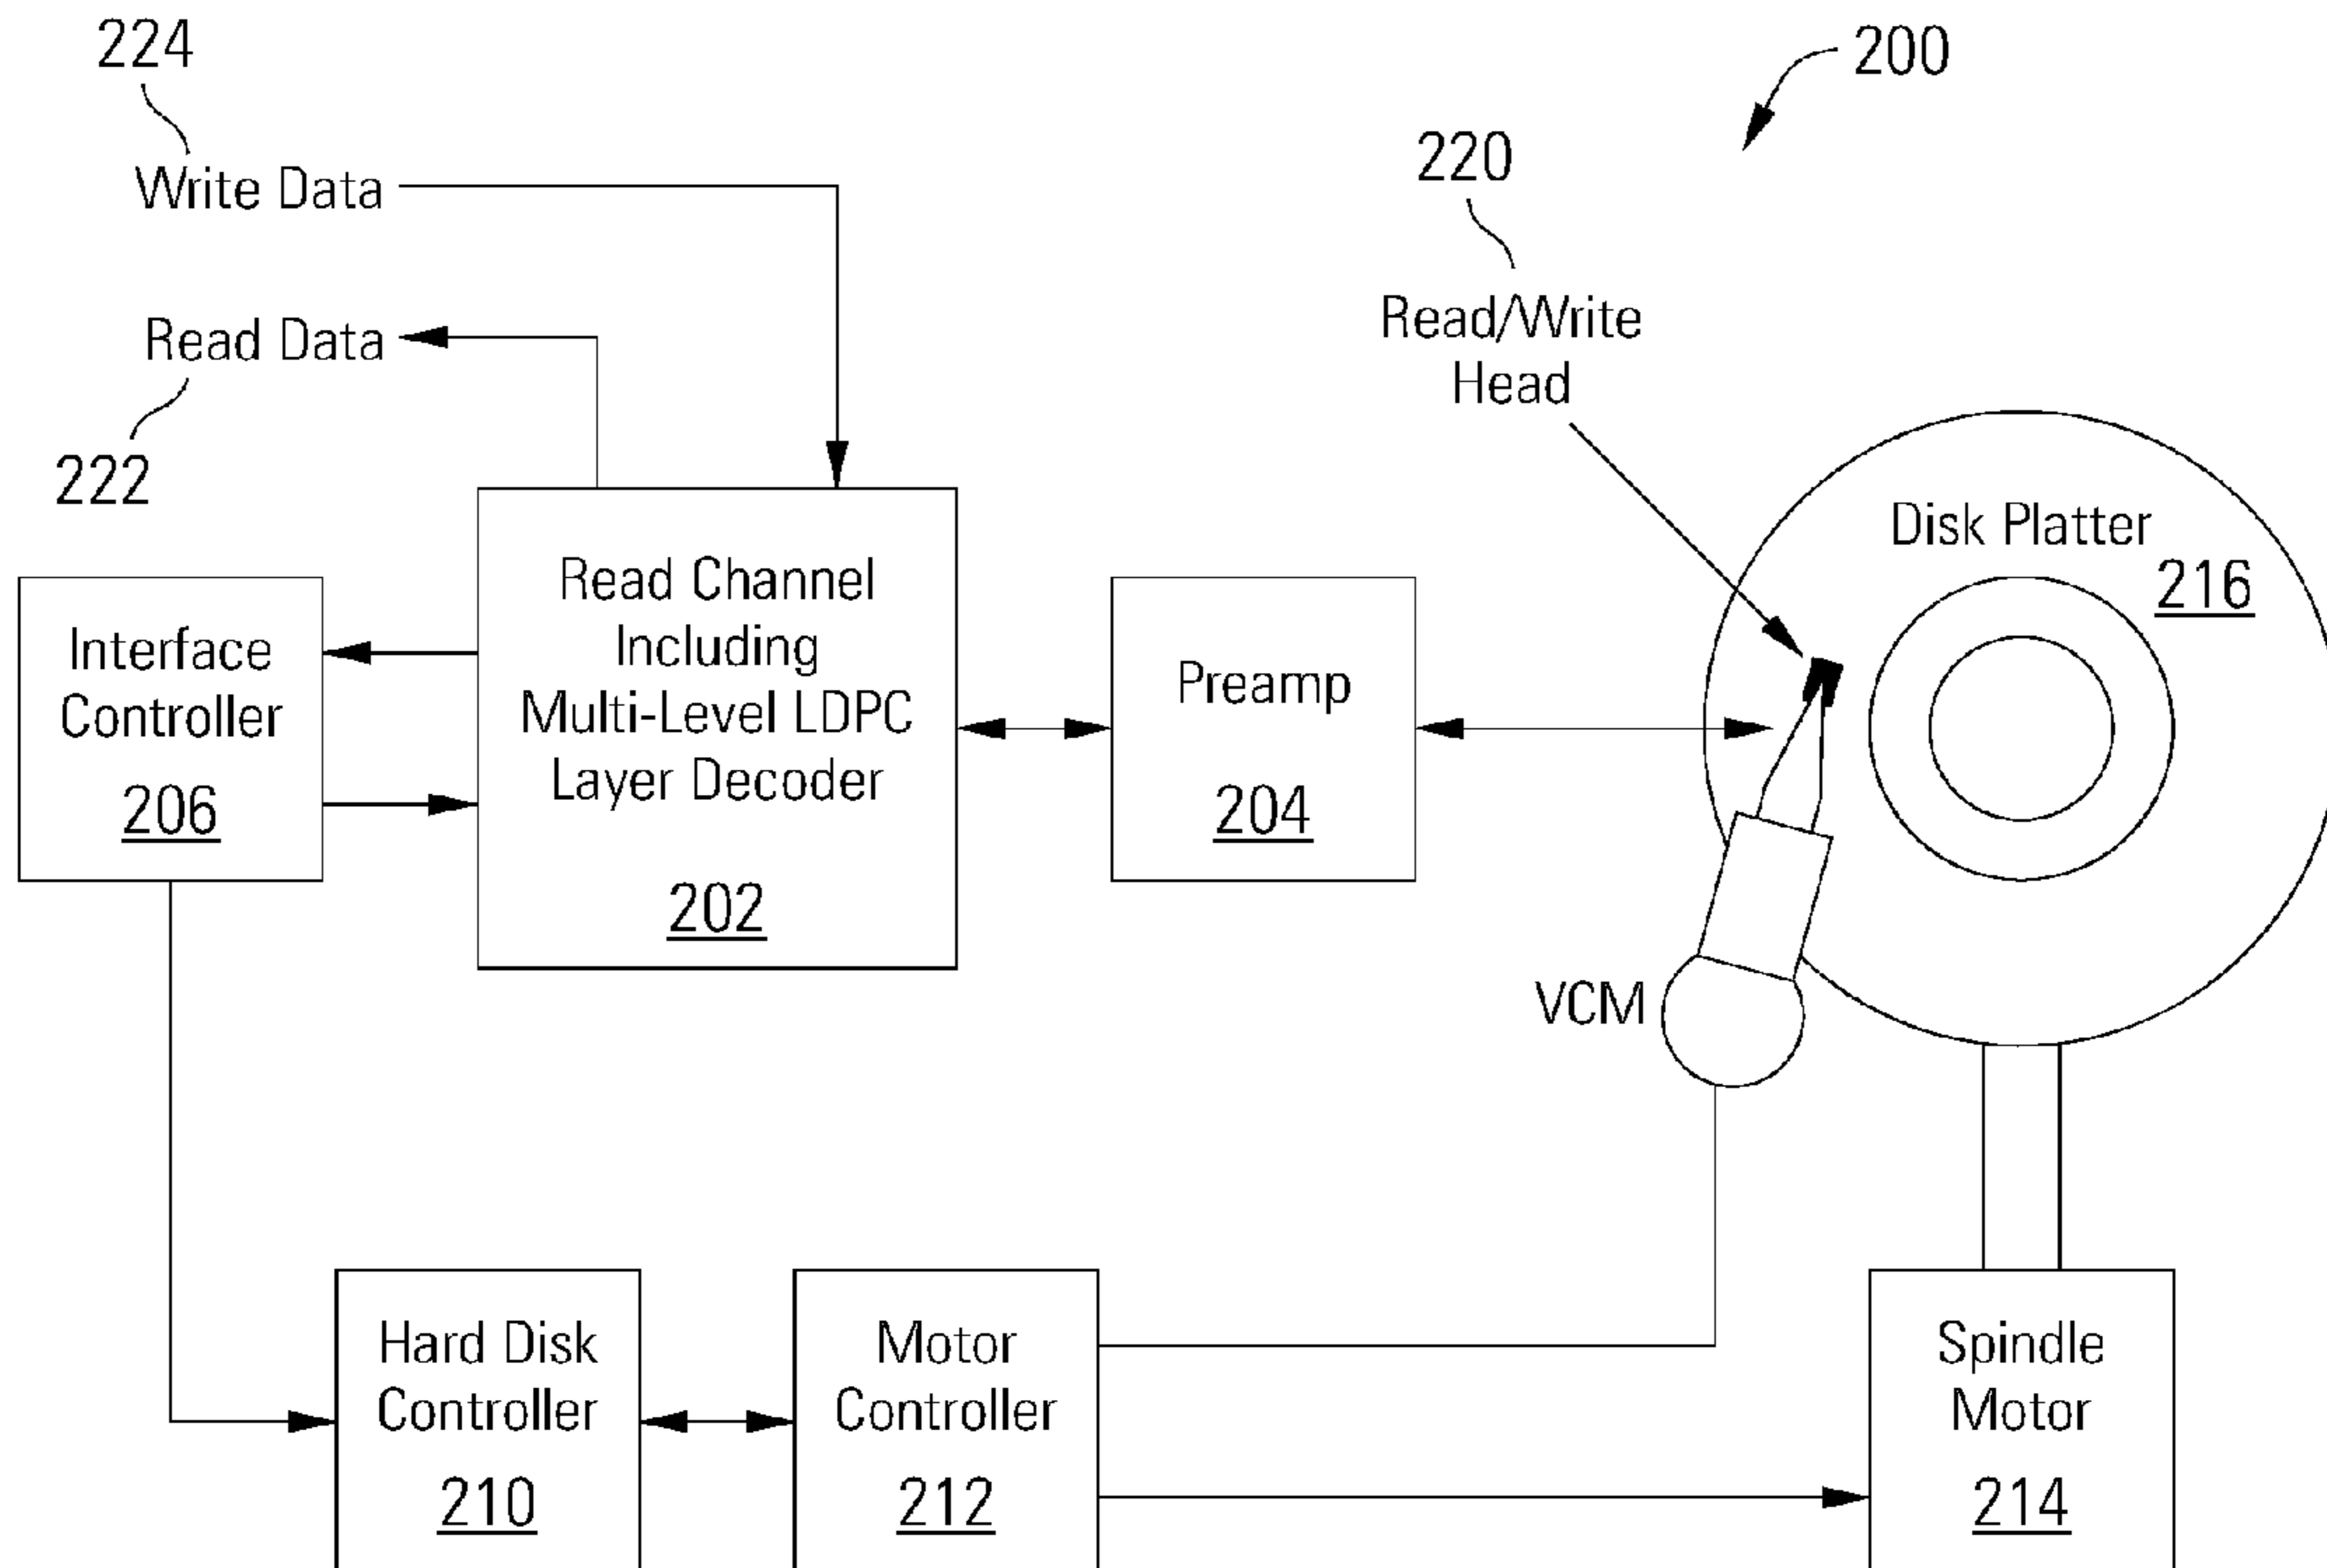 224
Write Data
Read Data
222
200
220
Read/Write
Head
Disk Platter
216
Interface
Controller
206
Read Channel
Including
Multi-Level LDPC
Layer Decoder
202
Preamp
204
VCM
Hard Disk
Controller
210
Motor
Controller
212
Spindle
Motor
214